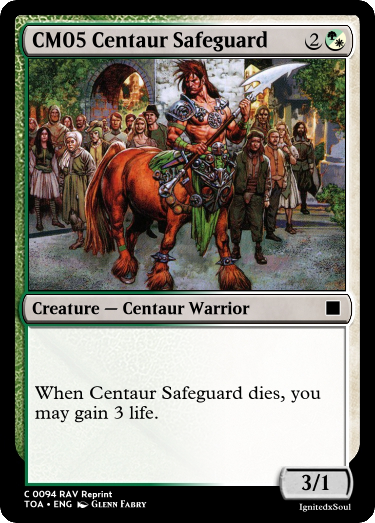 CM05 Centaur Safeguard 2
Creature — Centaur Warrior
When Centaur Safeguard dies, you
may gain 3 life.
3/1
C 0094 RAV Reprint
TOA • ENG Glenn Fabry
IgnitedxSoul